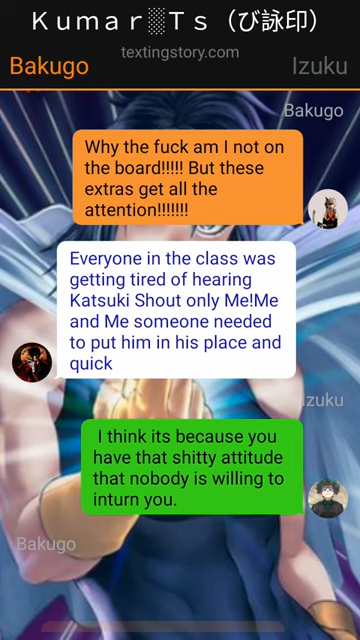 Ｋｕｍａｒ░Ｔｓ（び詠印）
textingstory.com
Bakugo
Izuku
Bakugo
Why the fuck am I not on
the board!!!!! But these
extras get all the
attention!!!!!!!
Everyone in the class was
getting tired of hearing
Katsuki Shout only Me!Me
and Me someone needed
to put him in his place and
quick
Izuku
I think its because you
have that shitty attitude
that nobody is willing to
inturn you.
Bakugo